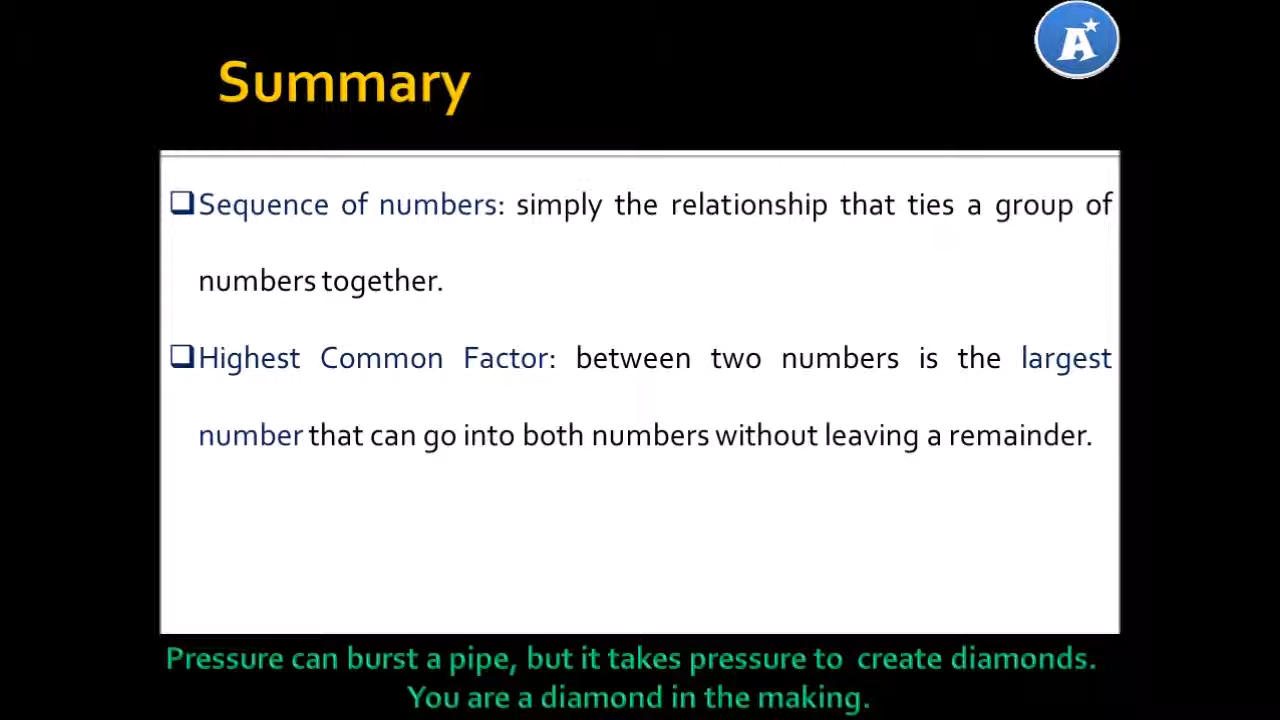 A
Summary
Sequence of numbers: simply the relationship that ties a group of
numbers together.
Highest Common Factor: between two numbers is the largest
number that can go into both numbers without leaving a remainder.
Pressure can burst a pipe, but it takes pressure to create diamonds.
You are a diamond in the making.